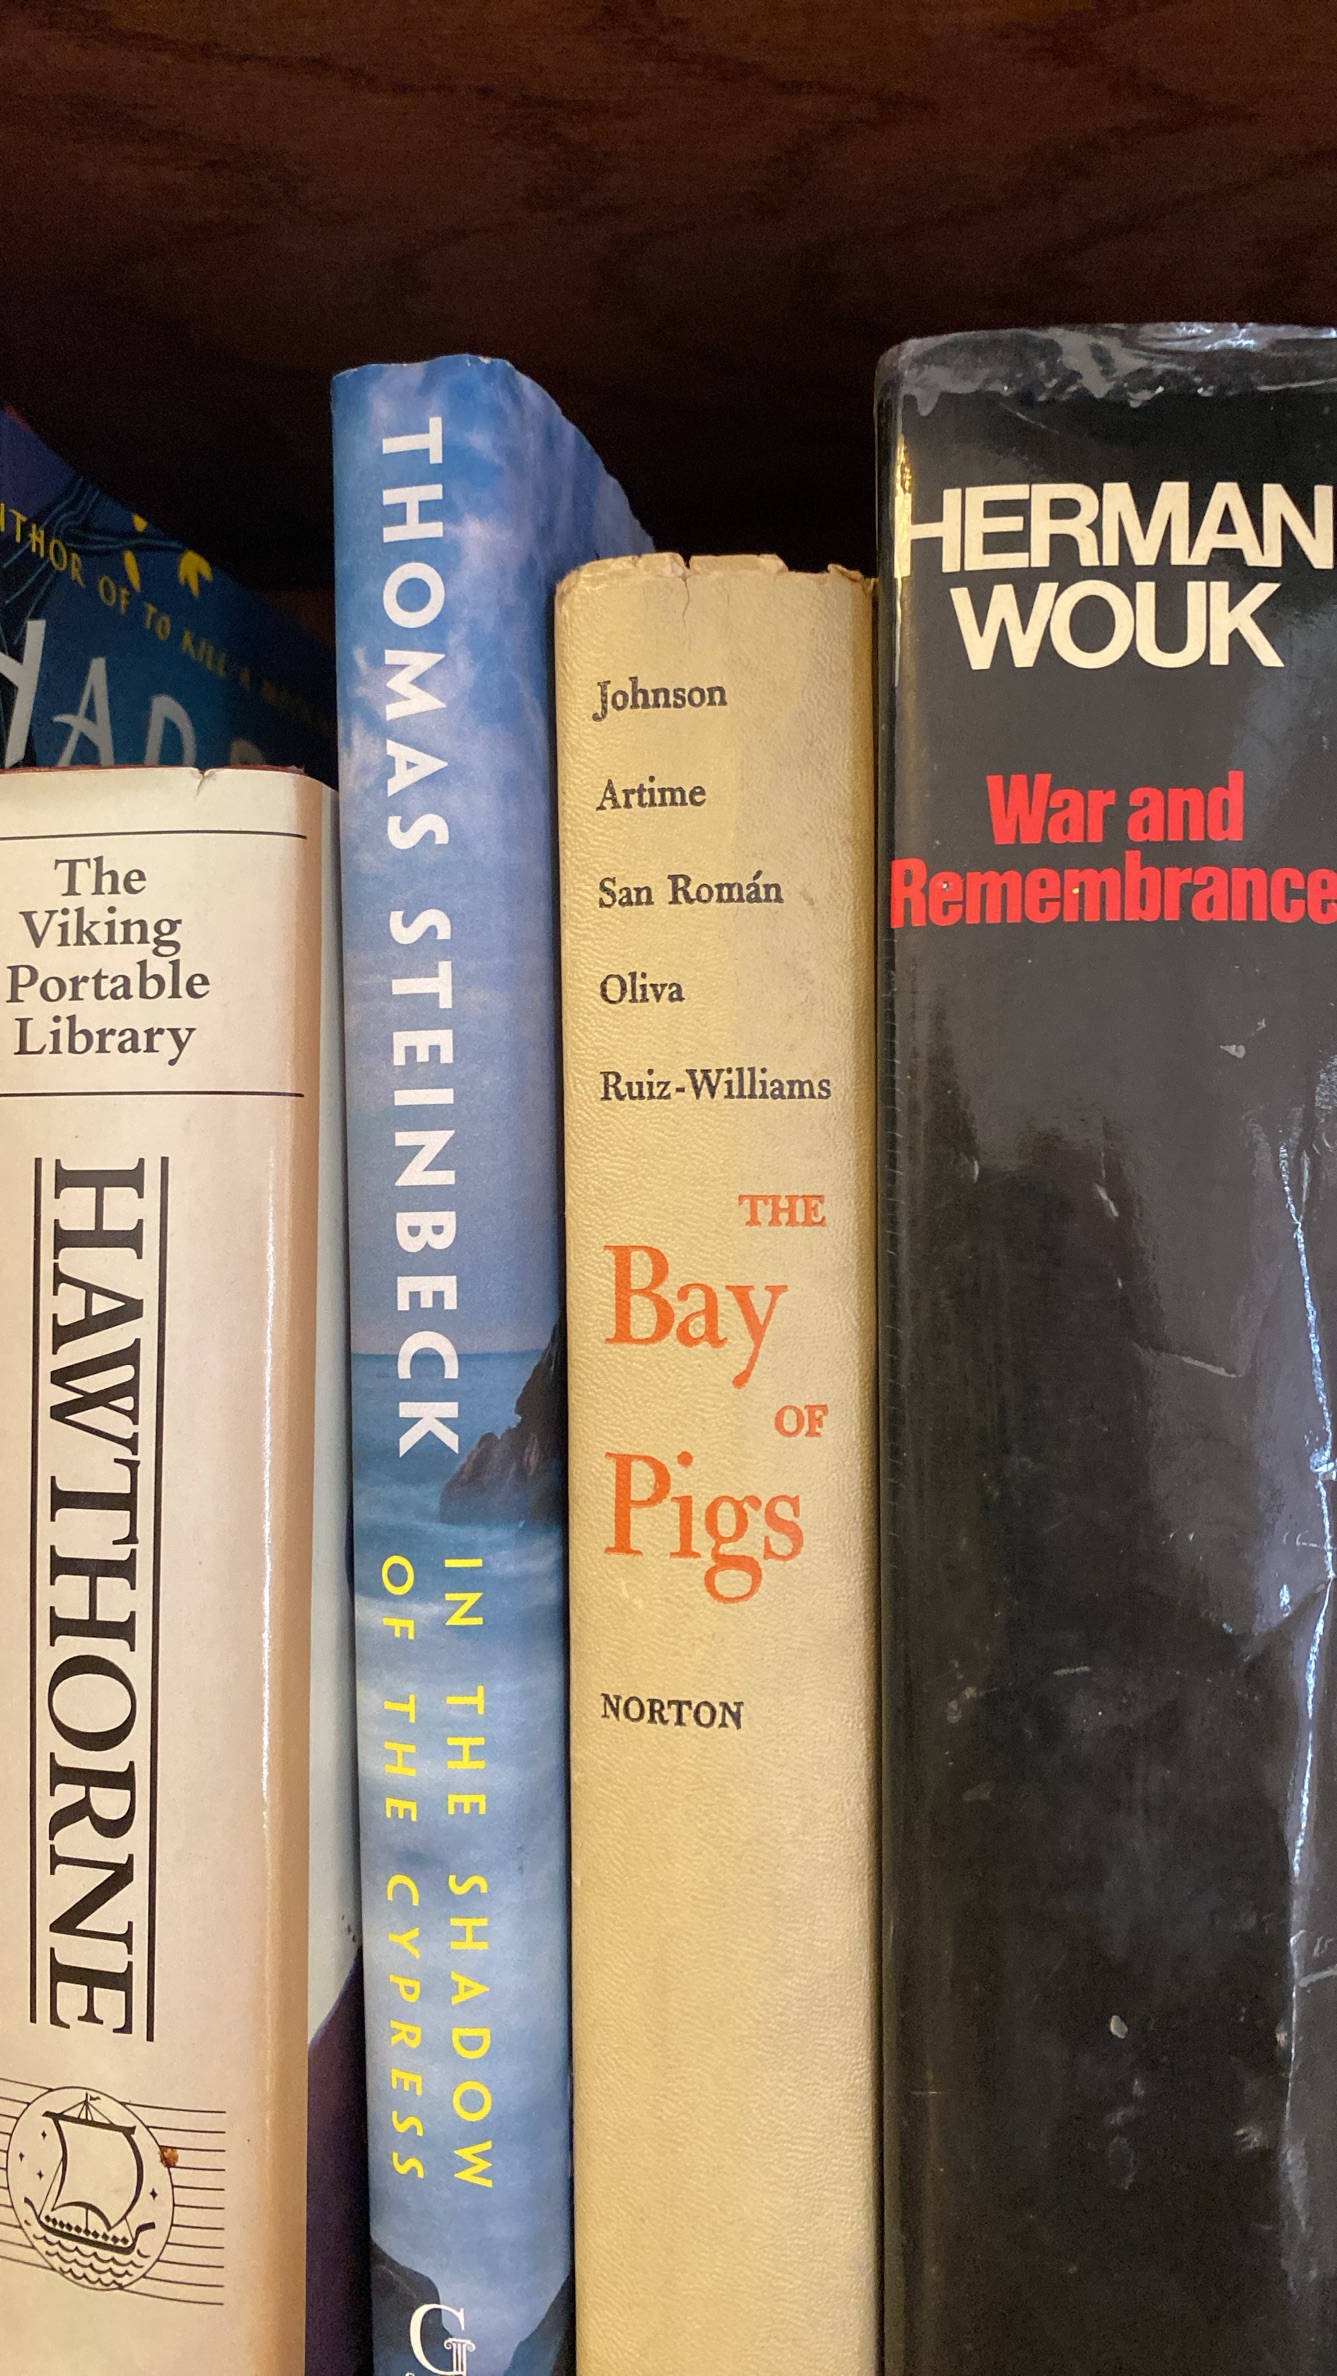 THOR OF TO KILL A
The
Viking
Portable
Library
HAWTHORNE
THOMAS STEINBECK
IN THE SHADOW
OF THE CYPRESS
G
Johnson
Artime
San Román
Oliva
Ruiz-Williams
THE
Bay
OF
Pigs
NORTON
HERMAN
WOUK
War and
Remembrance